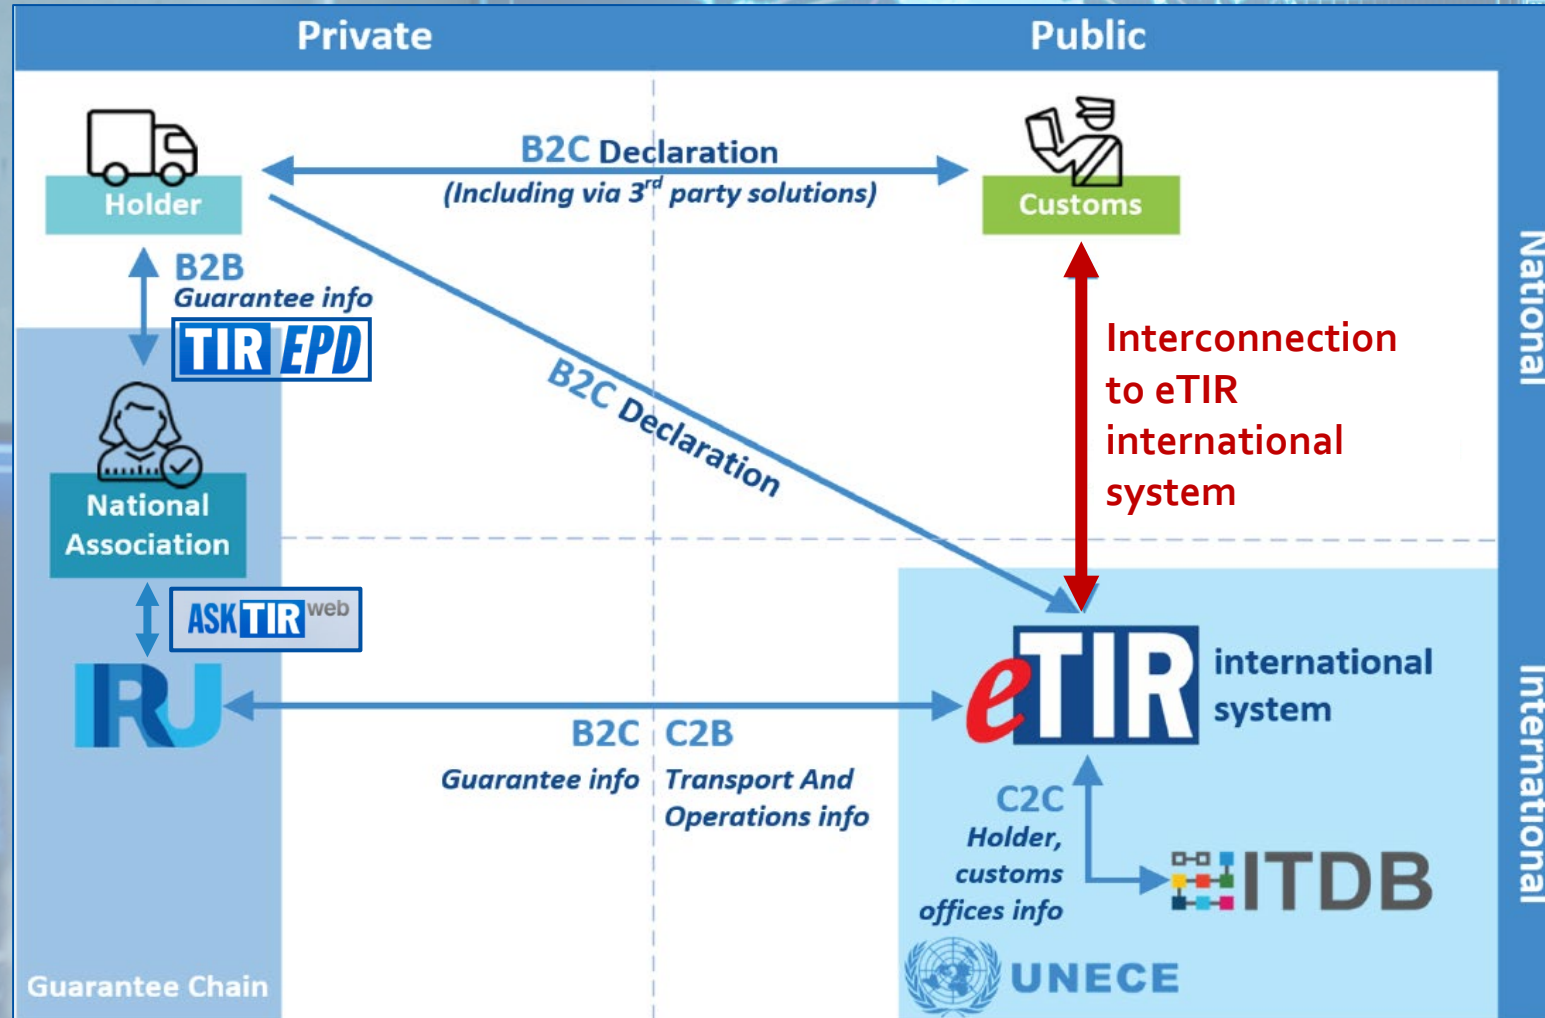 Private
Public
Holder
B2C Declaration
(Including via 3rd party solutions)
Customs
National
B2B
Guarantee info
TIR EPD
B2C Declaration
Interconnection
to eTIR
international
system
National
Association
ASKTIR web
IRU
eTIR
international
system
International
B2C
Guarantee info
C2B
Transport And
Operations info
C2C
Holder,
customs
offices info
ITDB
UNECE
Guarantee Chain